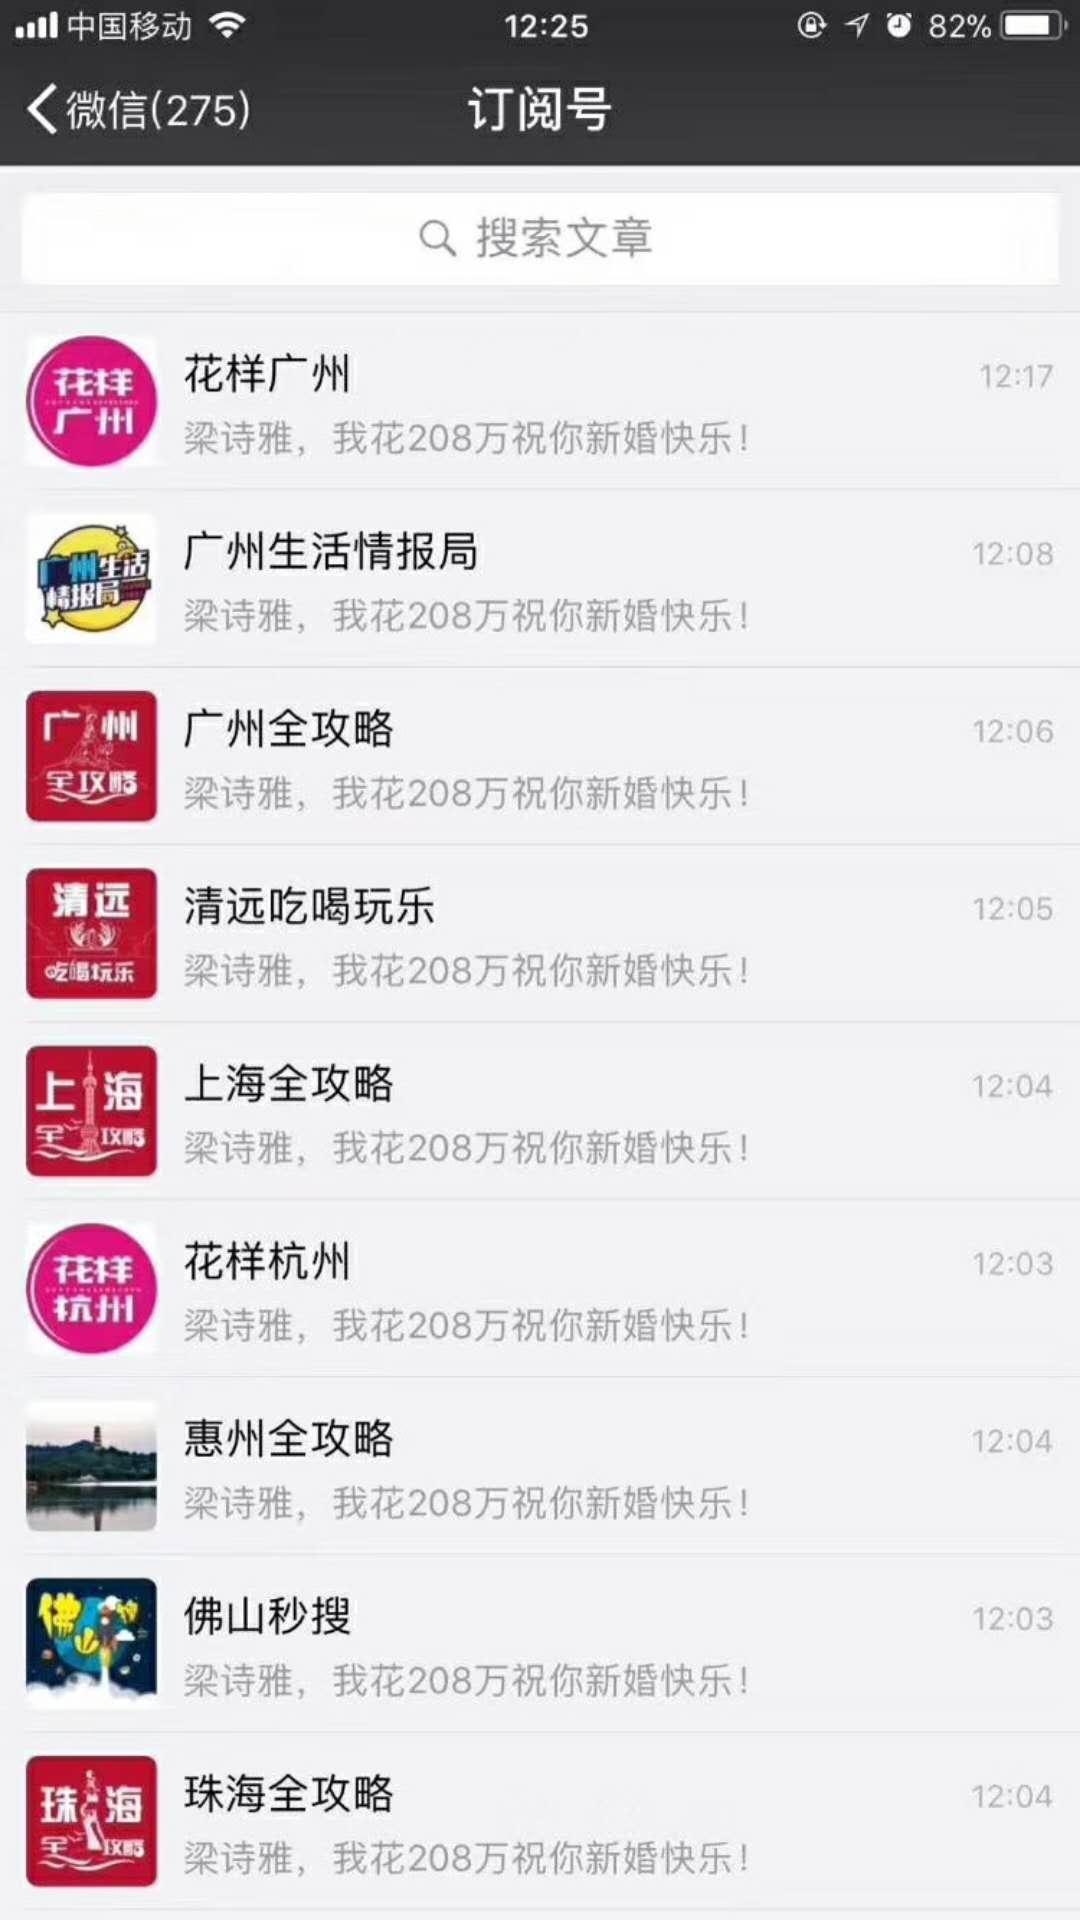 中国移动
12:25
82%
微信(275)
订阅号
搜索文章
花样
广州
花样广州
12:17
梁诗雅，我花208万祝你新婚快乐！
广州生活
情报局
广州生活情报局
12:08
梁诗雅，我花208万祝你新婚快乐！
广州
全攻略
广州全攻略
12:06
梁诗雅，我花208万祝你新婚快乐！
清远
吃喝玩乐
清远吃喝玩乐
12:05
梁诗雅，我花208万祝你新婚快乐！
上海
全攻略
上海全攻略
12:04
梁诗雅，我花208万祝你新婚快乐！
花样
杭州
花样杭州
12:03
梁诗雅，我花208万祝你新婚快乐！
惠州全攻略
12:04
梁诗雅，我花208万祝你新婚快乐！
佛山
佛山秒搜
12:03
梁诗雅，我花208万祝你新婚快乐！
珠海
全攻略
珠海全攻略
12:04
梁诗雅，我花208万祝你新婚快乐！